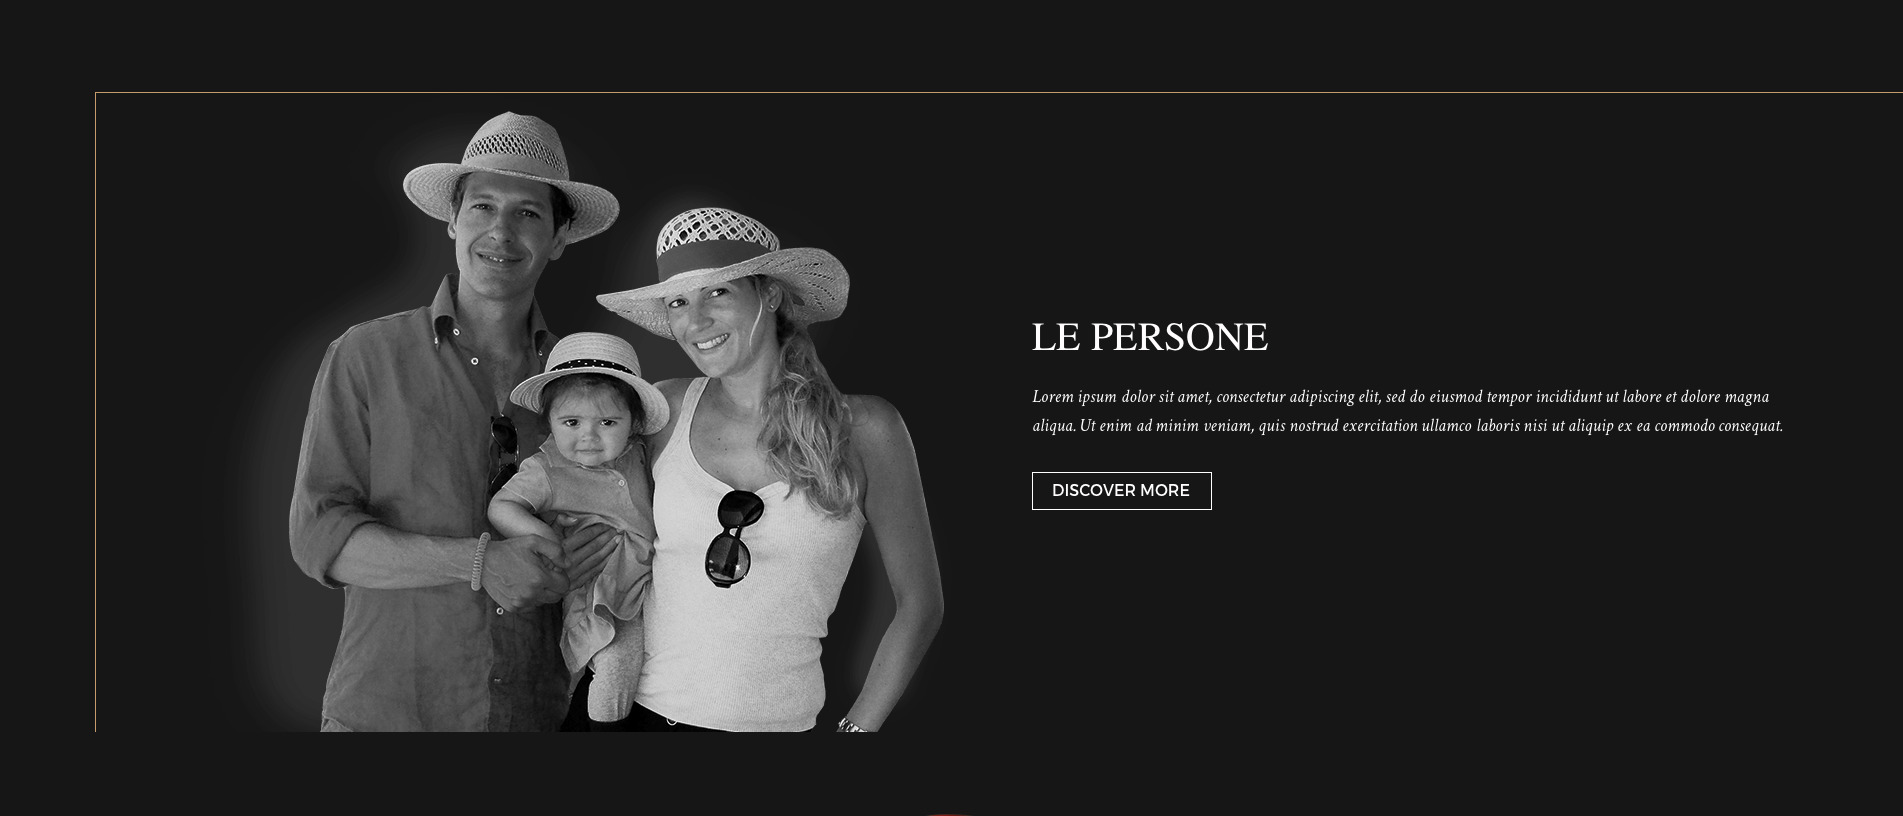 LE PERSONE
Lorem ipsum dolor sit amet, consectetur adipiscing elit, sed do eiusmod tempor incididunt ut labore et dolore magna
aliqua. Ut enim ad minim veniam, quis nostrud exercitation ullamco laboris nisi ut aliquip ex ea commodo consequat.
DISCOVER MORE